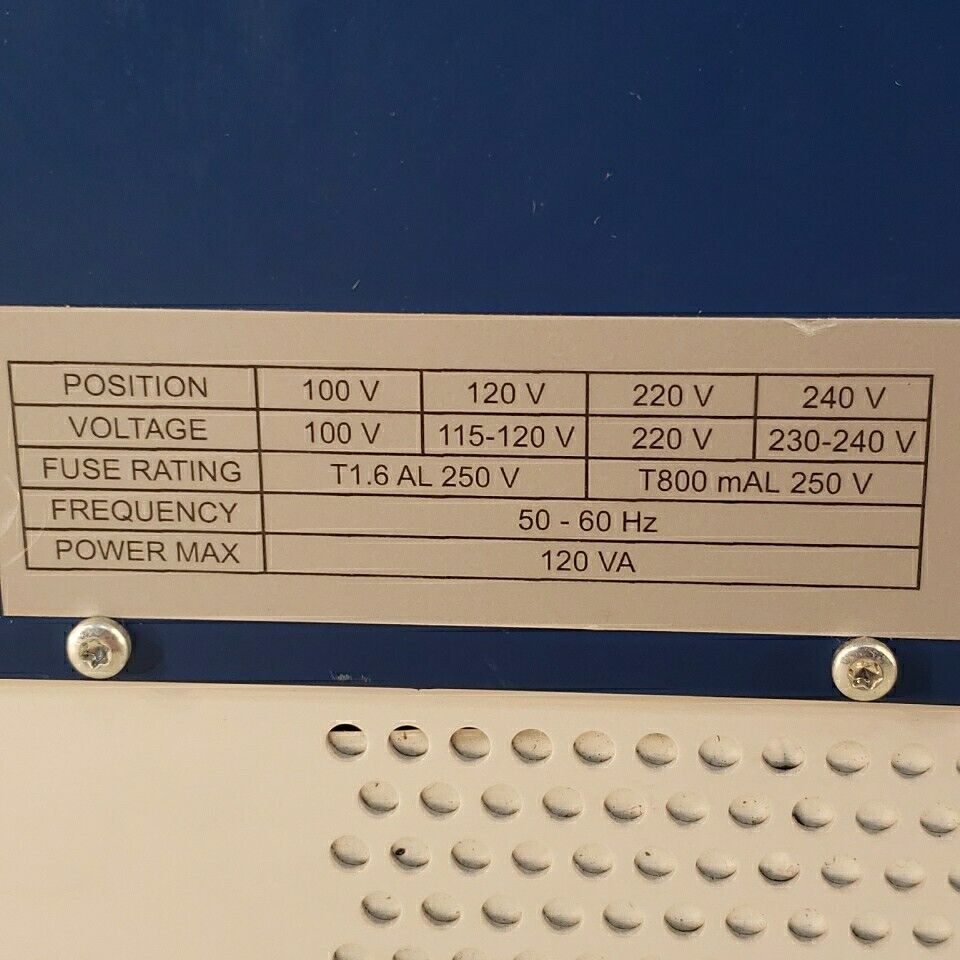 POSITION 100 V 120 V 220 V 240 V
VOLTAGE 100 V 115-120 V 220 V 230-240 V
FUSE RATING T1.6 AL 250 V T800 mAL 250 V
FREQUENCY 50 - 60 Hz
POWER MAX 120 VA